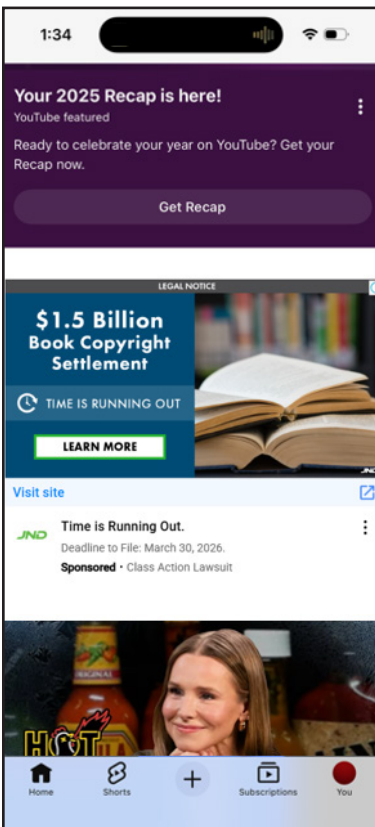 1:34
Your 2025 Recap is here!
YouTube featured
Ready to celebrate your year on YouTube? Get your
Recap now.
Get Recap
LEGAL NOTICE
$1.5 Billion
Book Copyright
Settlement
TIME IS RUNNING OUT
LEARN MORE
JND
Visit site
JND
Time is Running Out.
Deadline to File: March 30, 2026.
Sponsored • Class Action Lawsuit
ORIGINAL
HOT
Home
Shorts
Subscriptions
You